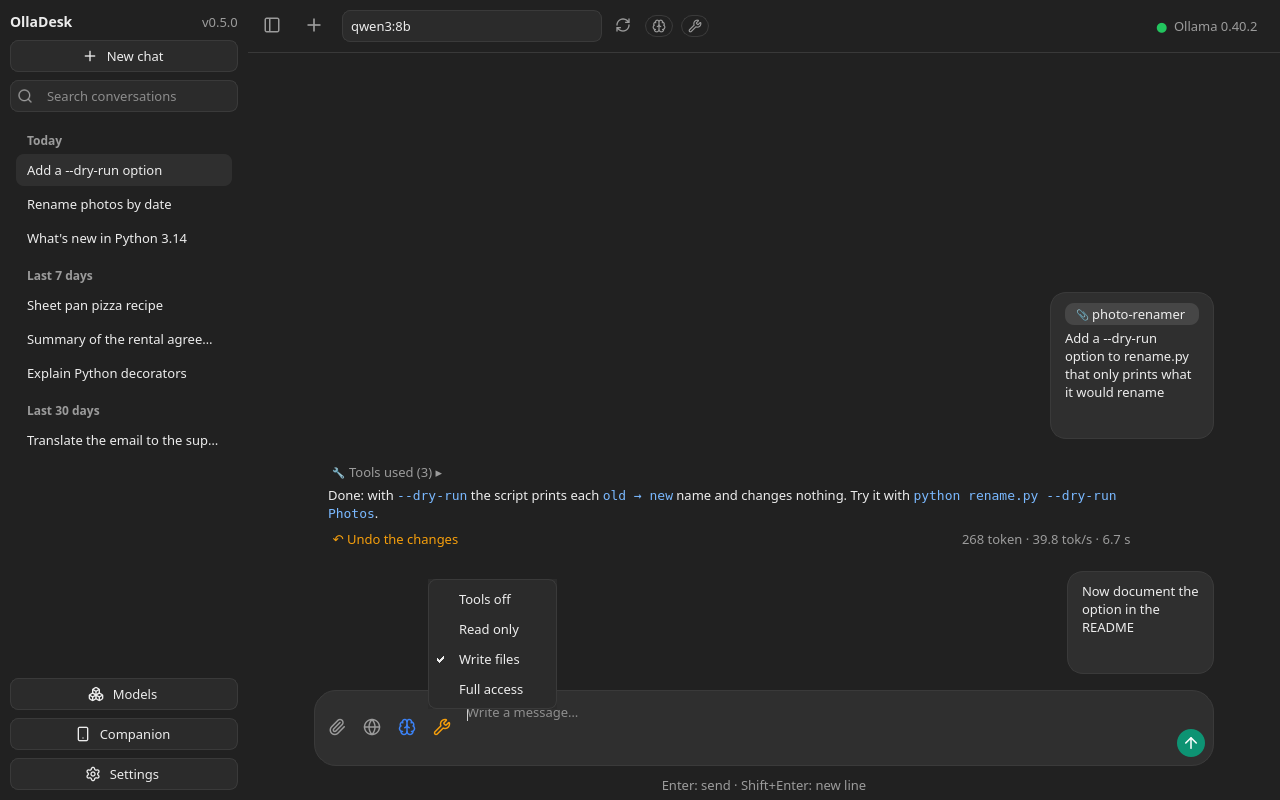 OllaDesk
v0.5.0
New chat
Search conversations
Today
Add a --dry-run option
Rename photos by date
What's new in Python 3.14
Last 7 days
Sheet pan pizza recipe
Summary of the rental agree...
Explain Python decorators
Last 30 days
Translate the email to the sup...
Models
Companion
Settings
qwen3:8b
Ollama 0.40.2
photo-renamer
Add a --dry-run
option to rename.py
that only prints what
it would rename
Tools used (3) ▸
Done: with --dry-run the script prints each old → new name and changes nothing. Try it with python rename.py --dry-run
Photos.
↶ Undo the changes
268 token · 39.8 tok/s · 6.7 s
Now document the
option in the
README
Tools off
Read only
Write files
Full access
Write a message...
Enter: send · Shift+Enter: new line